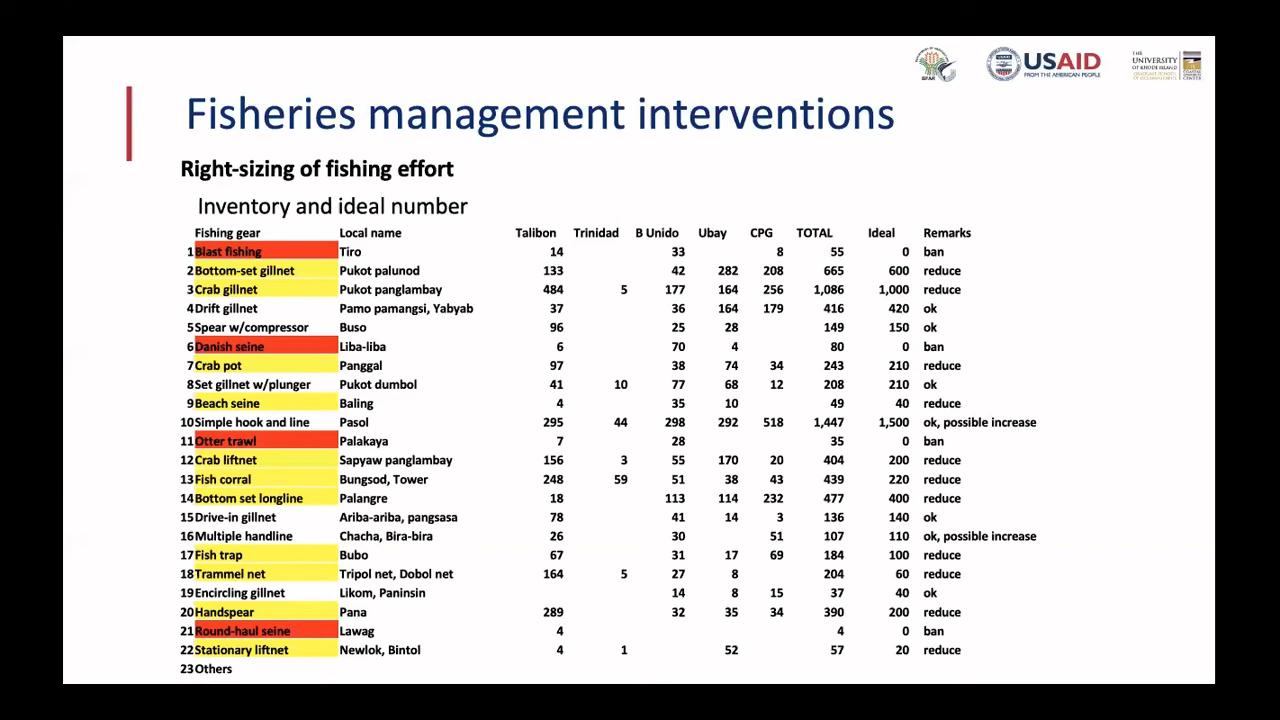 USAID
FROM THE AMERICAN PEOPLE
THE
UNIVERSITY
OF RHODE ISLAND
Fisheries management interventions
Right-sizing of fishing effort
Inventory and ideal number
Fishing gear Local name Talibon Trinidad B Unido Ubay CPG TOTAL Ideal Remarks
1 Blast fishing Tiro 14 33 8 55 0 ban
2 Bottom-set gillnet Pukot palunod 133 42 282 208 665 600 reduce
3 Crab gillnet Pukot panglambay 484 5 177 164 256 1,086 1,000 reduce
4 Drift gillnet Pamo pamangsi, Yabyab 37 36 164 179 416 420 ok
5 Spear w/compressor Buso 96 25 28 149 150 ok
6 Danish seine Liba-liba 6 70 4 80 0 ban
7 Crab pot Panggal 97 38 74 34 243 210 reduce
8 Set gillnet w/plunger Pukot dumbol 41 10 77 68 12 208 210 ok
9 Beach seine Baling 4 35 10 49 40 reduce
10 Simple hook and line Pasol 295 44 298 292 518 1,447 1,500 ok, possible increase
11 Otter trawl Palakaya 7 28 35 0 ban
12 Crab liftnet Sapyaw panglambay 156 3 55 170 20 404 200 reduce
13 Fish corral Bungsod, Tower 248 59 51 38 43 439 220 reduce
14 Bottom set longline Palangre 18 113 114 232 477 400 reduce
15 Drive-in gillnet Ariba-ariba, pangsasa 78 41 14 3 136 140 ok
16 Multiple handline Chacha, Bira-bira 26 30 51 107 110 ok, possible increase
17 Fish trap Bubo 67 31 17 69 184 100 reduce
18 Trammel net Tripol net, Dobol net 164 5 27 8 204 60 reduce
19 Encircling gillnet Likom, Paninsin 14 8 15 37 40 ok
20 Handspear Pana 289 32 35 34 390 200 reduce
21 Round-haul seine Lawag 4 4 0 ban
22 Stationary liftnet Newlok, Bintol 4 1 52 57 20 reduce
23 Others